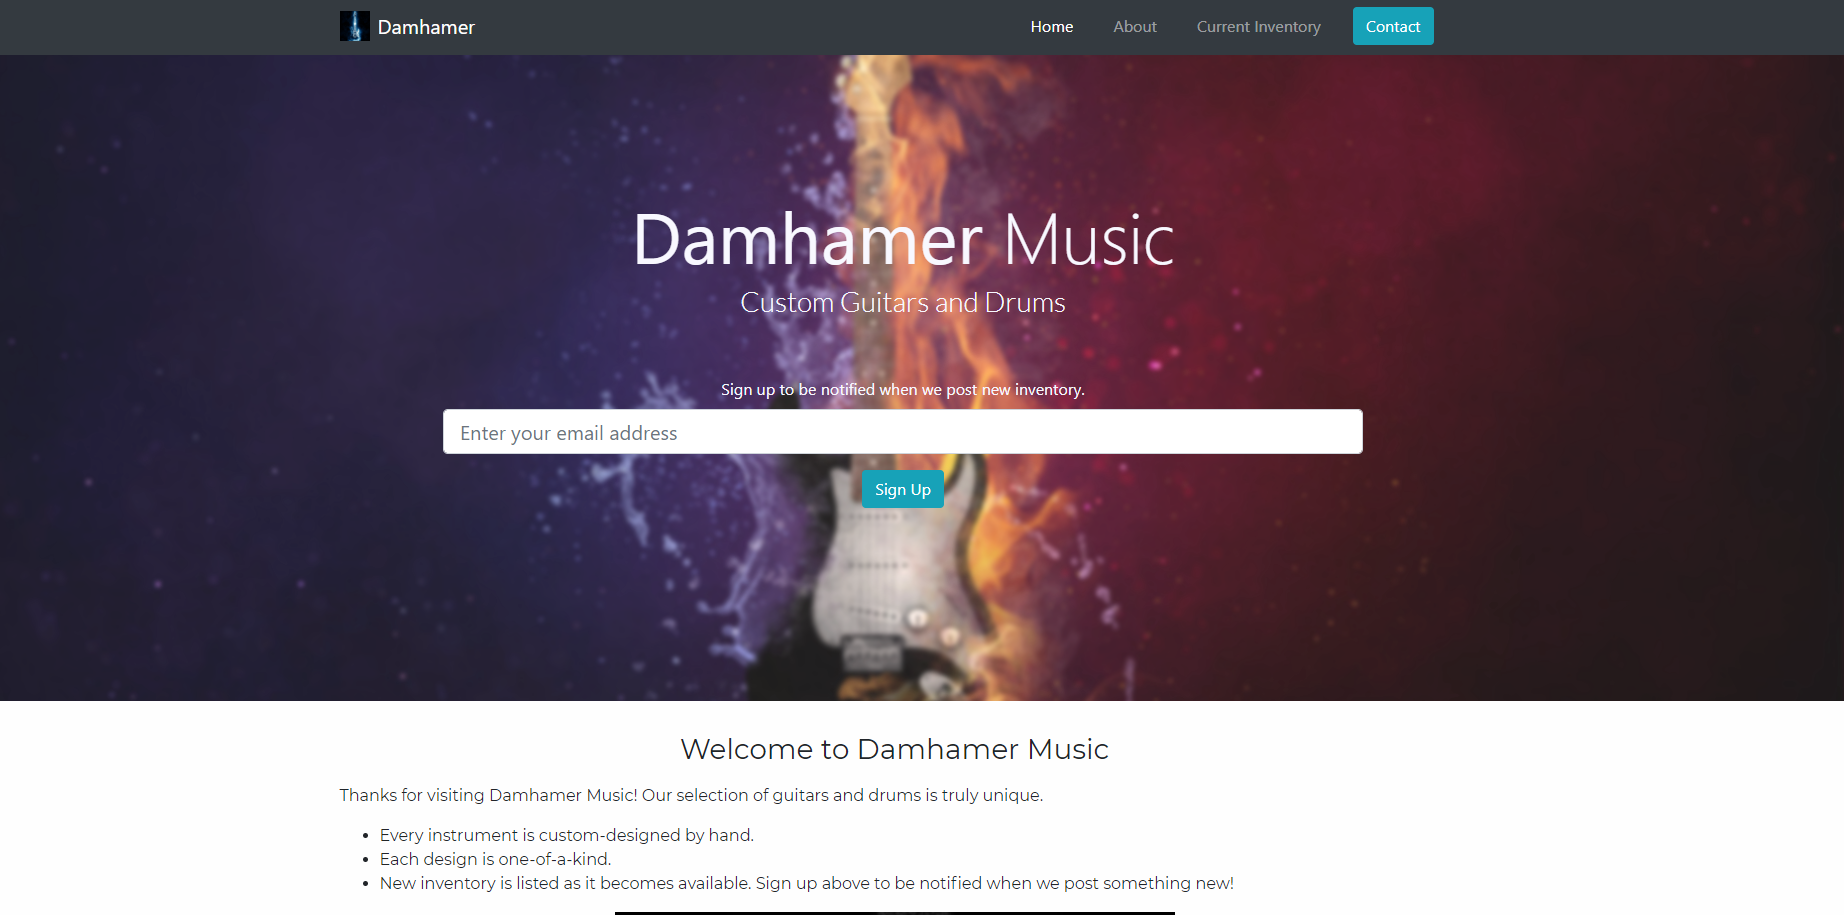 Damhamer
Home
About
Current Inventory
Contact
Damhamer Music
Custom Guitars and Drums
Sign up to be notified when we post new inventory.
Enter your email address
Sign Up
Welcome to Damhamer Music
Thanks for visiting Damhamer Music! Our selection of guitars and drums is truly unique.
• Every instrument is custom-designed by hand.
• Each design is one-of-a-kind.
• New inventory is listed as it becomes available. Sign up above to be notified when we post something new!